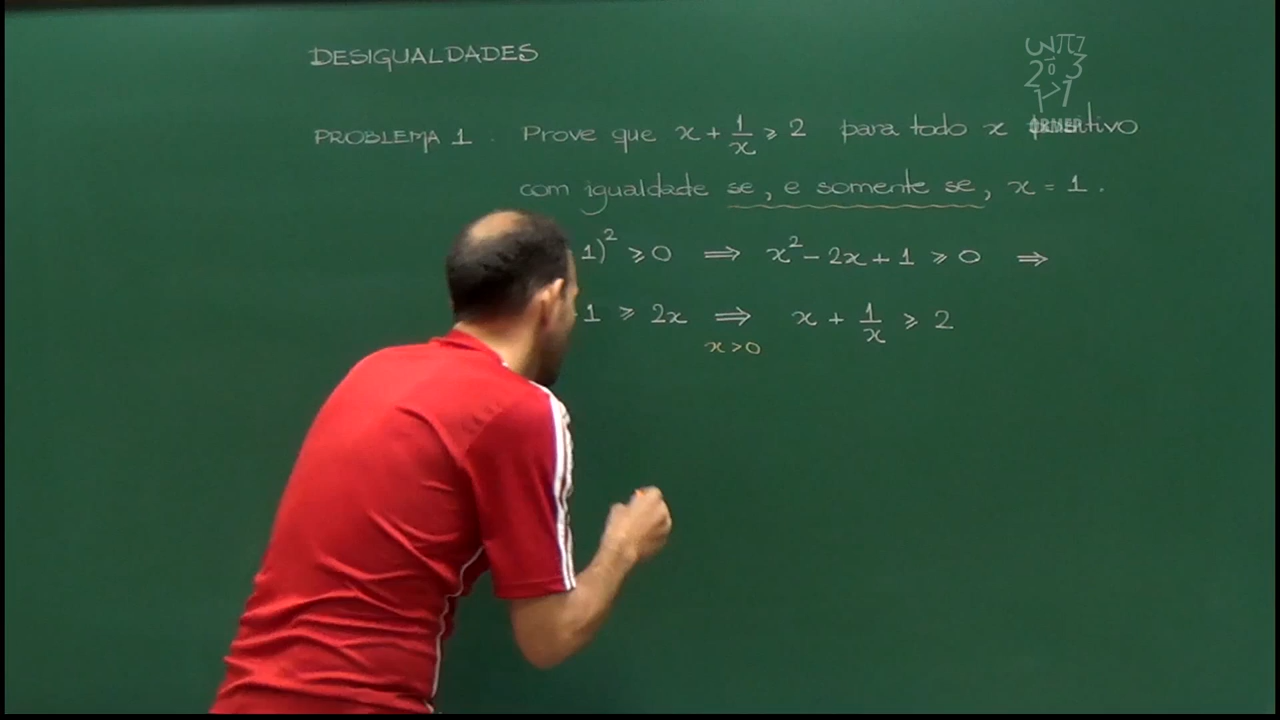 DESIGUALDADES
PROBLEMA 1. Prove que x + 1/x ⩾ 2 para todo x positivo
com igualdade se, e somente se, x = 1.
1)² ⩾ 0 ⟹ x² - 2x + 1 ⩾ 0 ⟹
1 ⩾ 2x ⟹ x + 1/x ⩾ 2
x > 0